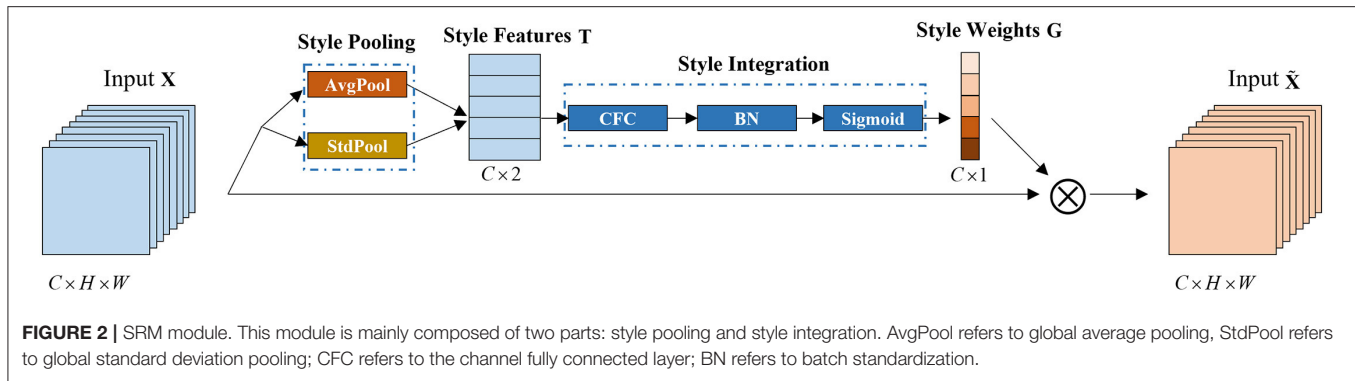 Input X
C×H×W
Style Pooling
AvgPool
StdPool
Style Features T
C×2
Style Integration
CFC
BN
Sigmoid
Style Weights G
C×1
Input X̃
C×H×W
FIGURE 2 | SRM module. This module is mainly composed of two parts: style pooling and style integration. AvgPool refers to global average pooling, StdPool refers
to global standard deviation pooling; CFC refers to the channel fully connected layer; BN refers to batch standardization.